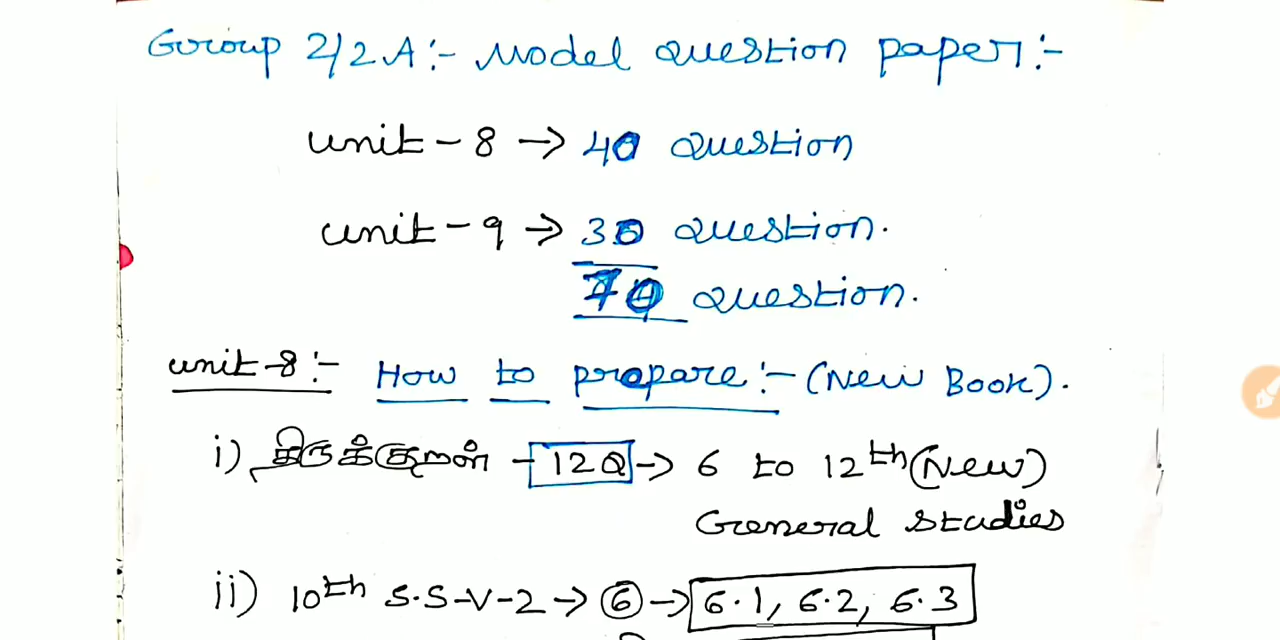 Group 2/2A:- Model Question paper:-
unit - 8 → 40 Question
unit - 9 → 30 Question.
70 Question.
unit-8:- How to prepare:- (New Book).
i) திருக்குறள் - 12Q → 6 to 12th (New)
General Studies
ii) 10th S.S-V-2 → 6 → 6.1, 6.2, 6.3